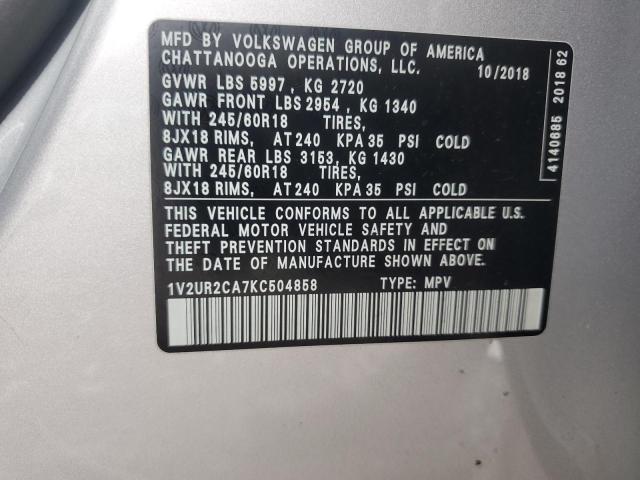 MFD BY VOLKSWAGEN GROUP OF AMERICA
CHATTANOOGA OPERATIONS, LLC.
10/2018
GVWR LBS 5997, KG 2720
GAWR FRONT LBS 2954, KG 1340
WITH 245/60R18 TIRES,
8JX18 RIMS, AT 240 KPA 35 PSI COLD
GAWR REAR LBS 3153, KG 1430
WITH 245/60R18 TIRES,
8JX18 RIMS, AT 240 KPA 35 PSI COLD
4140685 2018 62
THIS VEHICLE CONFORMS TO ALL APPLICABLE U.S.
FEDERAL MOTOR VEHICLE SAFETY AND
THEFT PREVENTION STANDARDS IN EFFECT ON
THE DATE OF MANUFACTURE SHOWN ABOVE.
1V2UR2CA7KC504858 TYPE: MPV